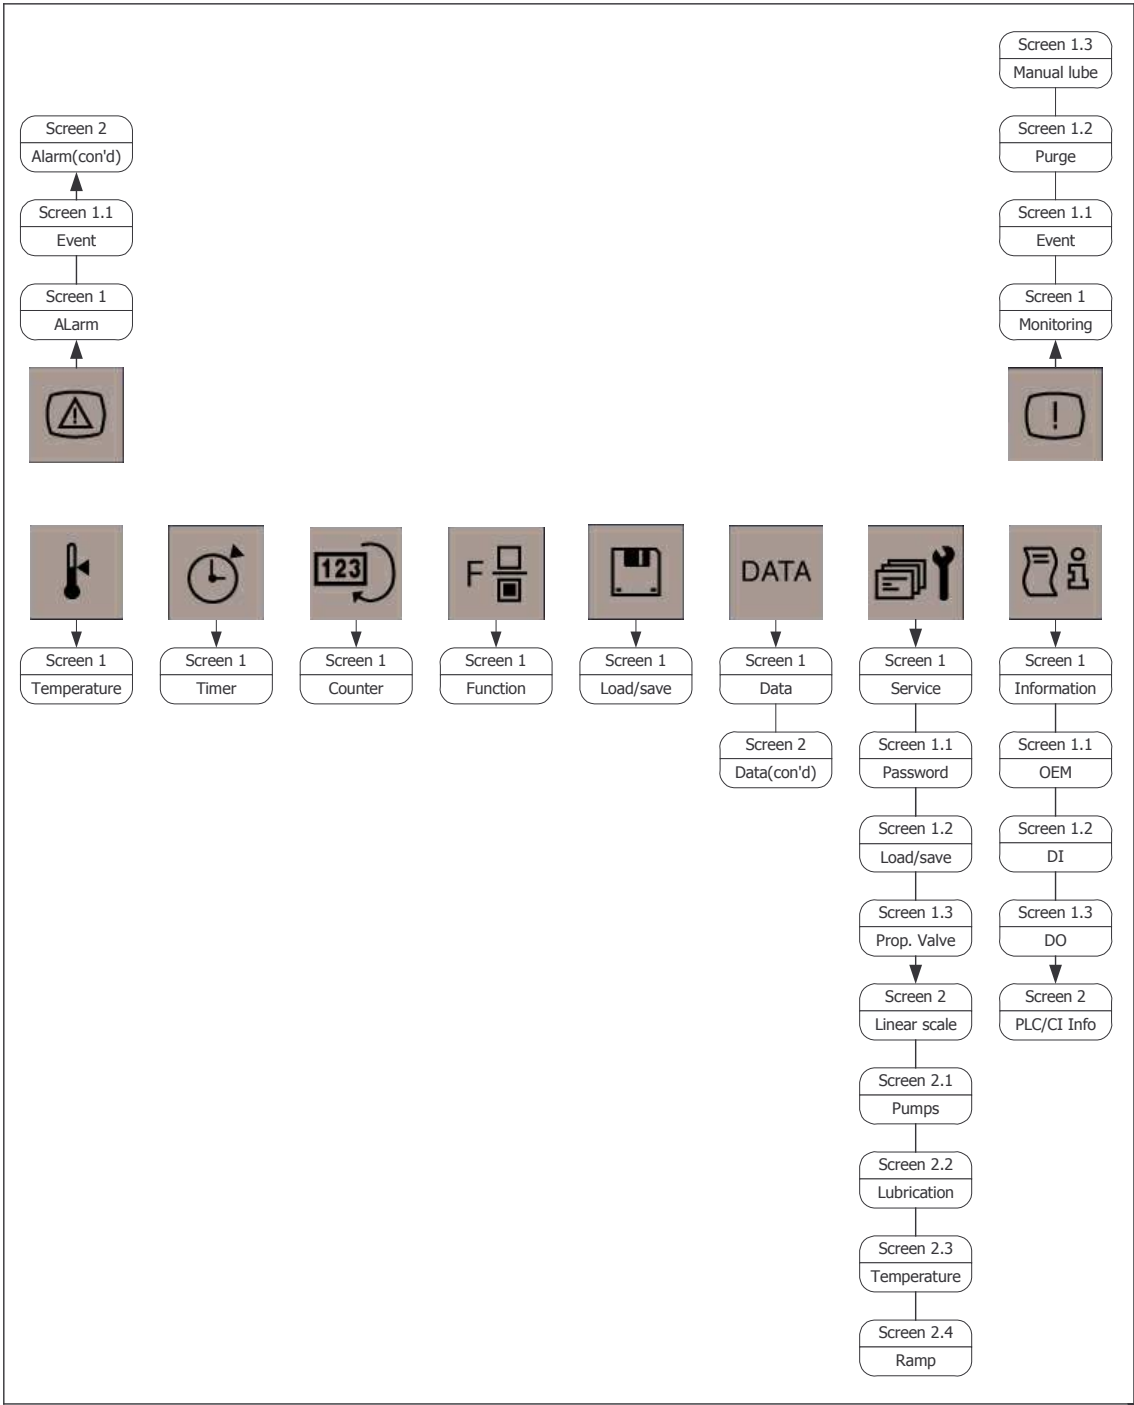 Screen 1.3
Manual lube
Screen 2
Alarm(con'd)
Screen 1.2
Purge
Screen 1.1
Event
Screen 1.1
Event
Screen 1
ALarm
Screen 1
Monitoring
123
F
DATA
Screen 1
Temperature
Screen 1
Timer
Screen 1
Counter
Screen 1
Function
Screen 1
Load/save
Screen 1
Data
Screen 2
Data(con'd)
Screen 1
Service
Screen 1.1
Password
Screen 1.2
Load/save
Screen 1.3
Prop. Valve
Screen 2
Linear scale
Screen 2.1
Pumps
Screen 2.2
Lubrication
Screen 2.3
Temperature
Screen 2.4
Ramp
Screen 1
Information
Screen 1.1
OEM
Screen 1.2
DI
Screen 1.3
DO
Screen 2
PLC/CI Info